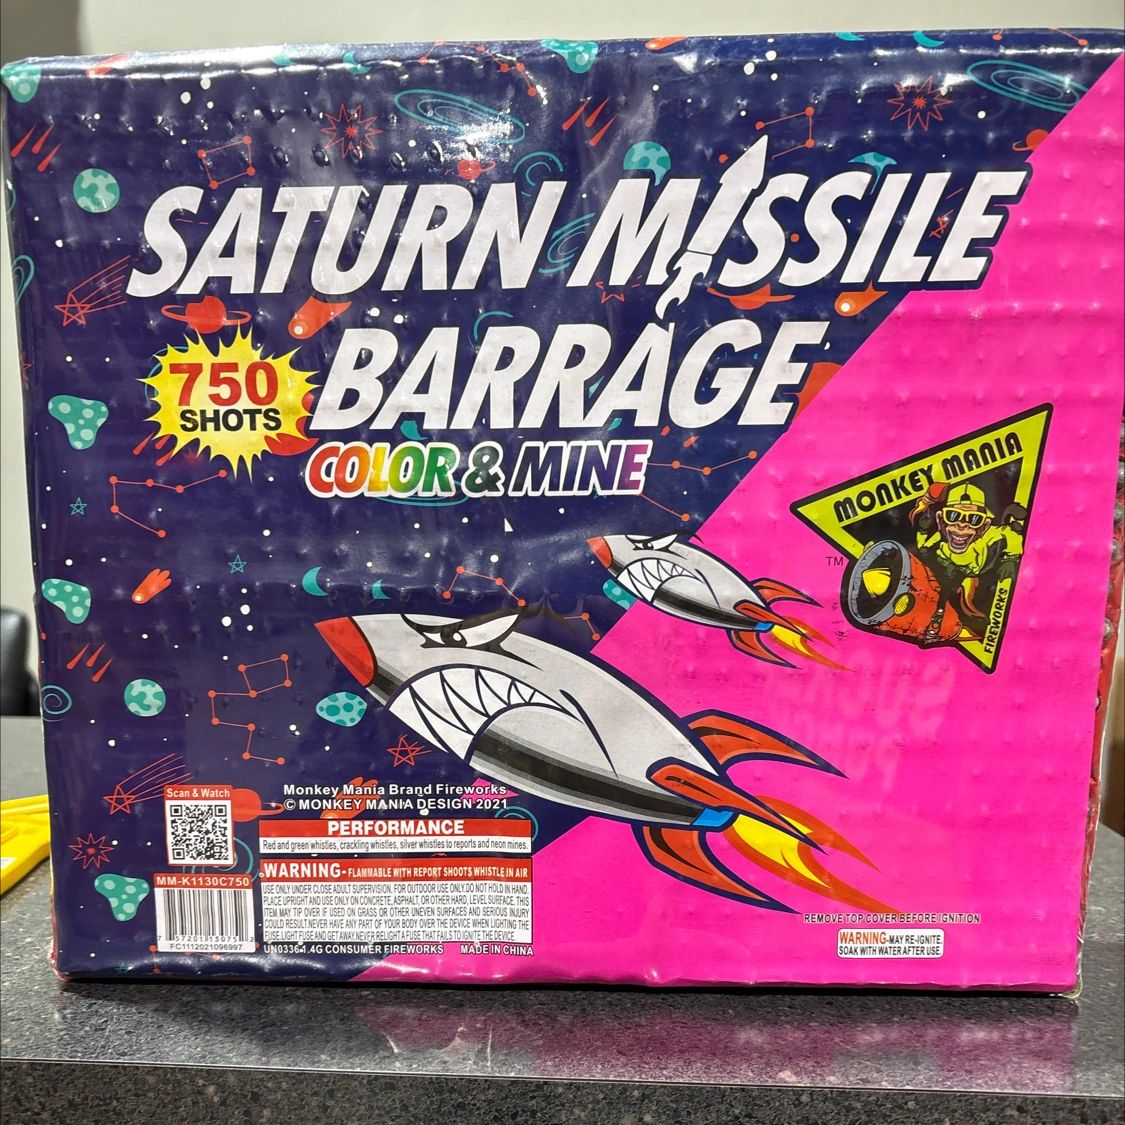 SATURN MISSILE
BARRAGE
750
SHOTS
COLOR & MINE
MONKEY MANIA
FIREWORKS
TM
Scan & Watch
Monkey Mania Brand Fireworks
© MONKEY MANIA DESIGN 2021
PERFORMANCE
Red and green whistles, crackling whistles, silver whistles to reports and neon mines.
WARNING-FLAMMABLE WITH REPORT SHOOTS WHISTLE IN AIR
USE ONLY UNDER CLOSE ADULT SUPERVISION. FOR OUTDOOR USE ONLY.DO NOT HOLD IN HAND.
PLACE UPRIGHT AND USE ONLY ON CONCRETE,ASPHALT, OR OTHER HARD, LEVEL SURFACE. THIS
ITEM MAY TIP OVER IF USED ON GRASS OR OTHER UNEVEN SURFACES AND SERIOUS INJURY
COULD RESULT.NEVER HAVE ANY PART OF YOUR BODY OVER THE DEVICE WHEN LIGHTING THE
FUSE.LIGHT FUSE AND GET AWAY.NEVER RELIGHT A FUSE THAT FAILS TO IGNITE THE DEVICE.
UN0336-1.4G CONSUMER FIREWORKS MADE IN CHINA
MM-K1130C750
FC1112021096997
REMOVE TOP COVER BEFORE IGNITION
WARNING-MAY RE-IGNITE.
SOAK WITH WATER AFTER USE.